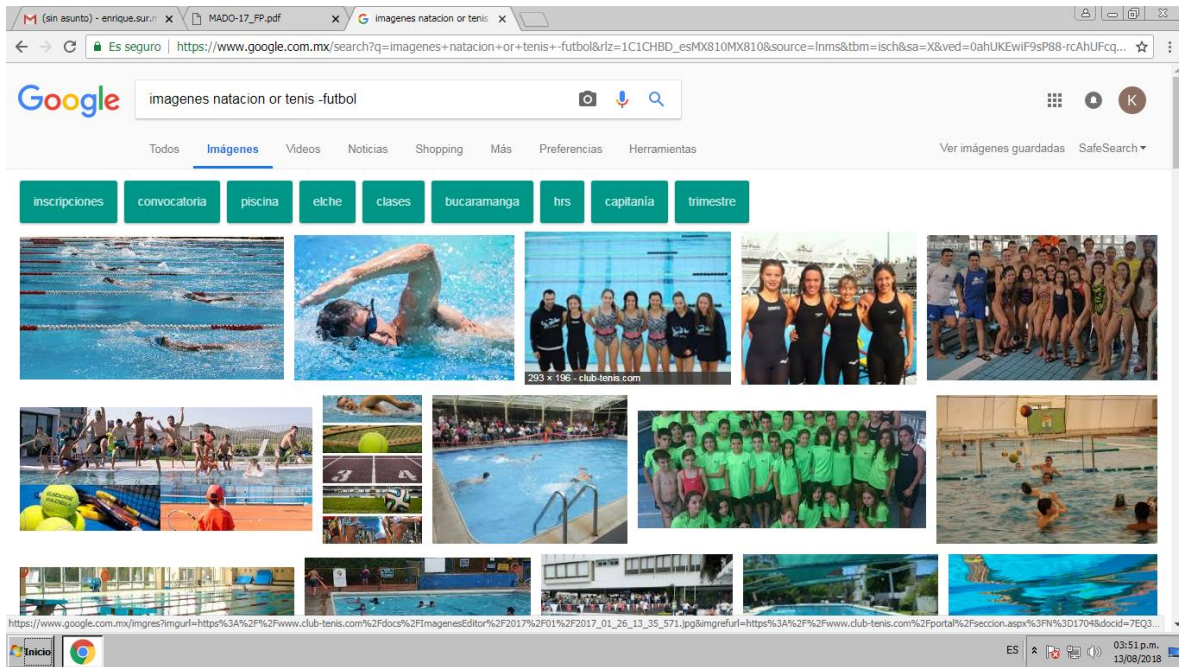 (sin asunto) - enrique.sur.n
MADO-17_FP.pdf
imagenes natacion or tenis
Es seguro
https://www.google.com.mx/search?q=imagenes+natacion+or+tenis+-futbol&rlz=1C1CHBD_esMX810MX810&source=lnms&tbm=isch&sa=X&ved=0ahUKEwiF9sP88-rcAhUFcq...
Google
imagenes natacion or tenis -futbol
K
Todos Imágenes Videos Noticias Shopping Más Preferencias Herramientas
Ver imágenes guardadas SafeSearch
inscripciones convocatoria piscina elche clases bucaramanga hrs capitanía trimestre
293 × 196 - club-tenis.com
3 4
https://www.google.com.mx/imgres?imgurl=https%3A%2F%2Fwww.club-tenis.com%2Fdocs%2FImagenesEditor%2F2017%2F01%2F2017_01_26_13_35_571.jpg&imgrefurl=https%3A%2F%2Fwww.club-tenis.com%2Fportal%2Fseccion.aspx%3FN%3D1704&docid=7EQ3...
Inicio
ES
03:51 p.m.
13/08/2018